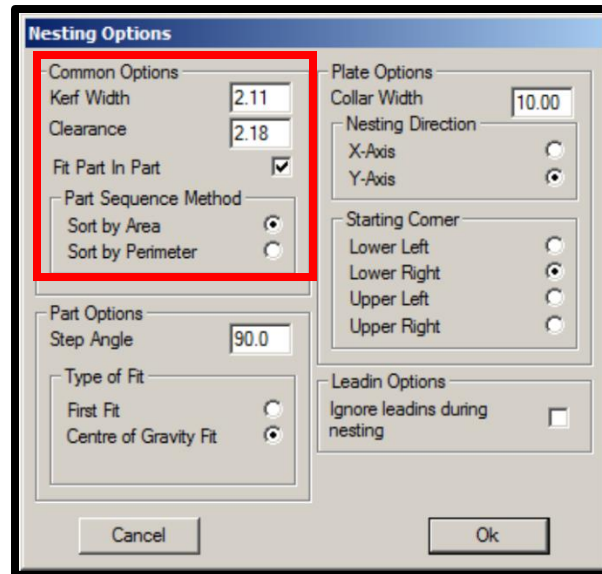 Nesting Options
Common Options
Kerf Width 2.11
Clearance 2.18
Fit Part In Part
Part Sequence Method
Sort by Area
Sort by Perimeter
Part Options
Step Angle 90.0
Type of Fit
First Fit
Centre of Gravity Fit
Plate Options
Collar Width 10.00
Nesting Direction
X-Axis
Y-Axis
Starting Corner
Lower Left
Lower Right
Upper Left
Upper Right
Leadin Options
Ignore leadins during
nesting
Cancel
Ok